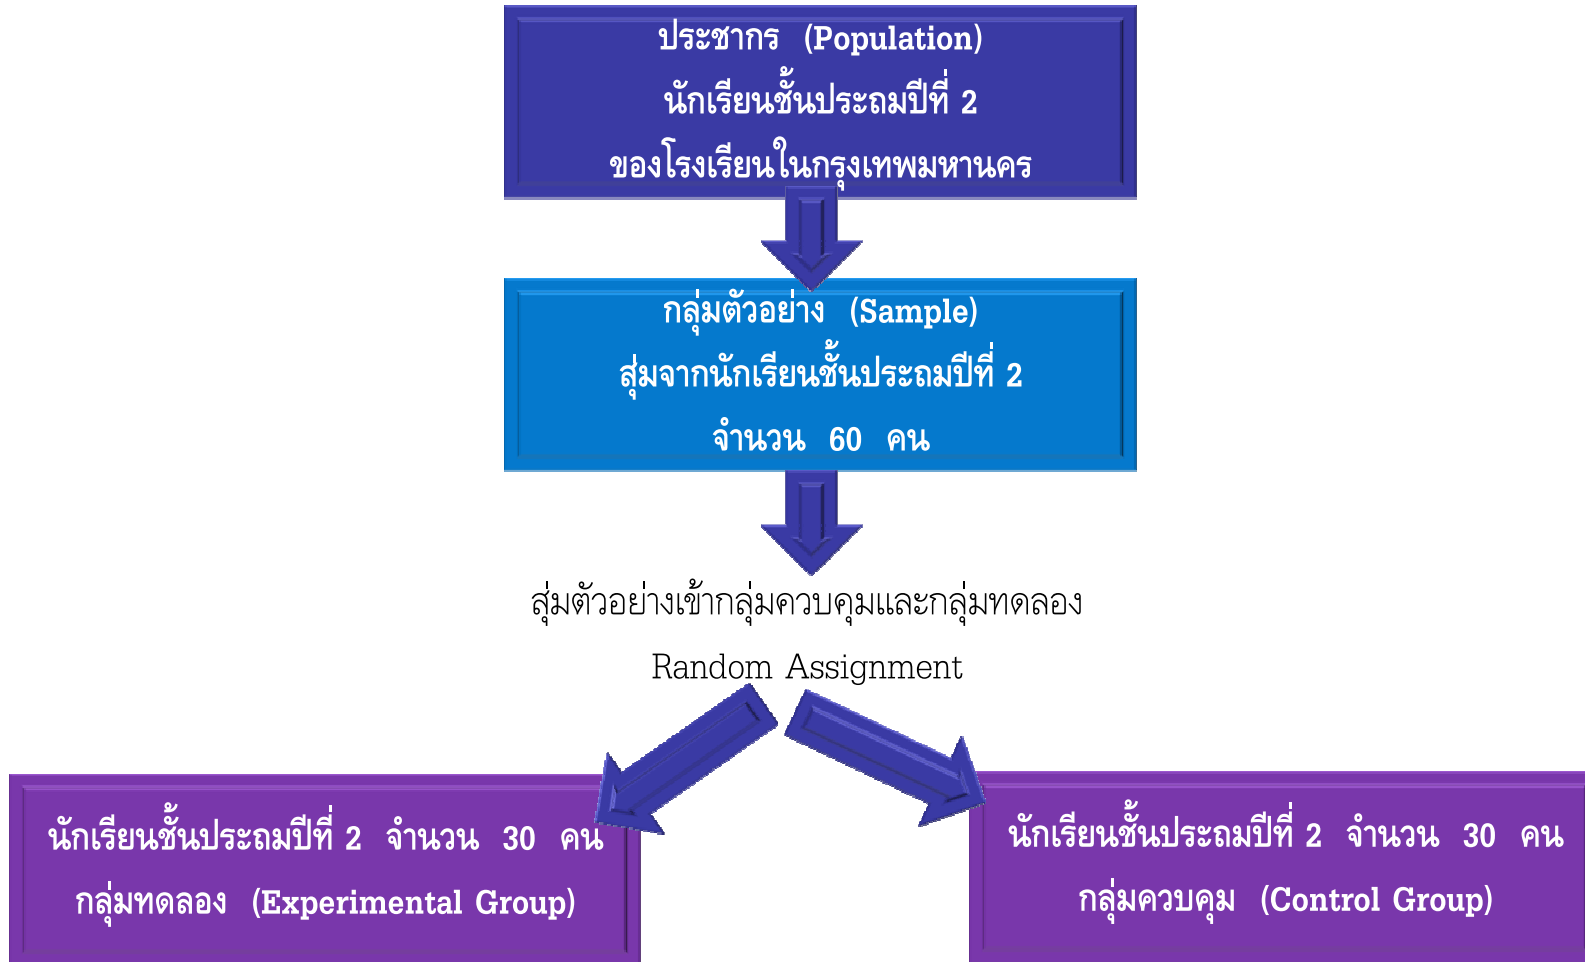 ประชากร (Population)
นักเรียนชั้นประถมปีที่ 2
ของโรงเรียนในกรุงเทพมหานคร
กลุ่มตัวอย่าง (Sample)
สุ่มจากนักเรียนชั้นประถมปีที่ 2
จำนวน 60 คน
สุ่มตัวอย่างเข้ากลุ่มควบคุมและกลุ่มทดลอง
Random Assignment
นักเรียนชั้นประถมปีที่ 2 จำนวน 30 คน
กลุ่มทดลอง (Experimental Group)
นักเรียนชั้นประถมปีที่ 2 จำนวน 30 คน
กลุ่มควบคุม (Control Group)